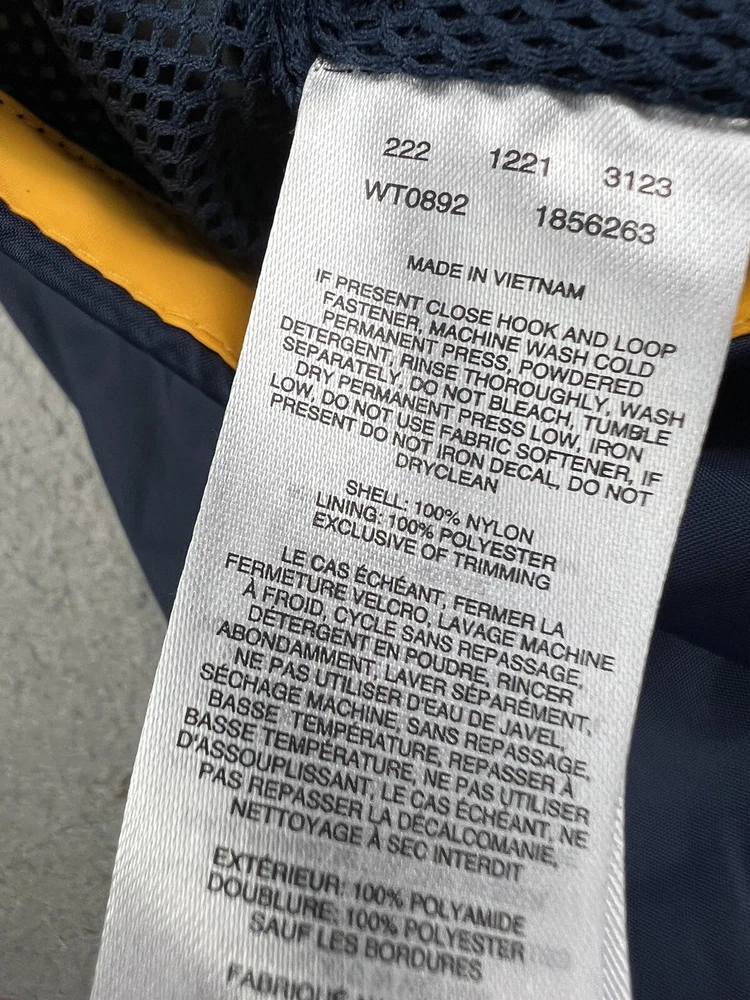 222 1221 3123
WT0892 1856263
MADE IN VIETNAM
IF PRESENT CLOSE HOOK AND LOOP
FASTENER, MACHINE WASH COLD
PERMANENT PRESS, POWDERED
DETERGENT, RINSE THOROUGHLY, WASH
SEPARATELY, DO NOT BLEACH, TUMBLE
DRY PERMANENT PRESS LOW, IRON
LOW, DO NOT USE FABRIC SOFTENER, IF
PRESENT DO NOT IRON DECAL, DO NOT
DRYCLEAN
SHELL: 100% NYLON
LINING: 100% POLYESTER
EXCLUSIVE OF TRIMMING
LE CAS ÉCHÉANT, FERMER LA
FERMETURE VELCRO, LAVAGE MACHINE
À FROID, CYCLE SANS REPASSAGE,
DÉTERGENT EN POUDRE, RINCER
ABONDAMMENT, LAVER SÉPARÉMENT,
NE PAS UTILISER D'EAU DE JAVEL,
SÉCHAGE MACHINE, SANS REPASSAGE,
BASSE TEMPÉRATURE, REPASSER À
BASSE TEMPÉRATURE, NE PAS UTILISER
D'ASSOUPLISSANT, LE CAS ÉCHÉANT, NE
PAS REPASSER LA DÉCALCOMANIE,
NETTOYAGE À SEC INTERDIT
EXTÉRIEUR: 100% POLYAMIDE
DOUBLURE: 100% POLYESTER
SAUF LES BORDURES
FABRIQUÉ